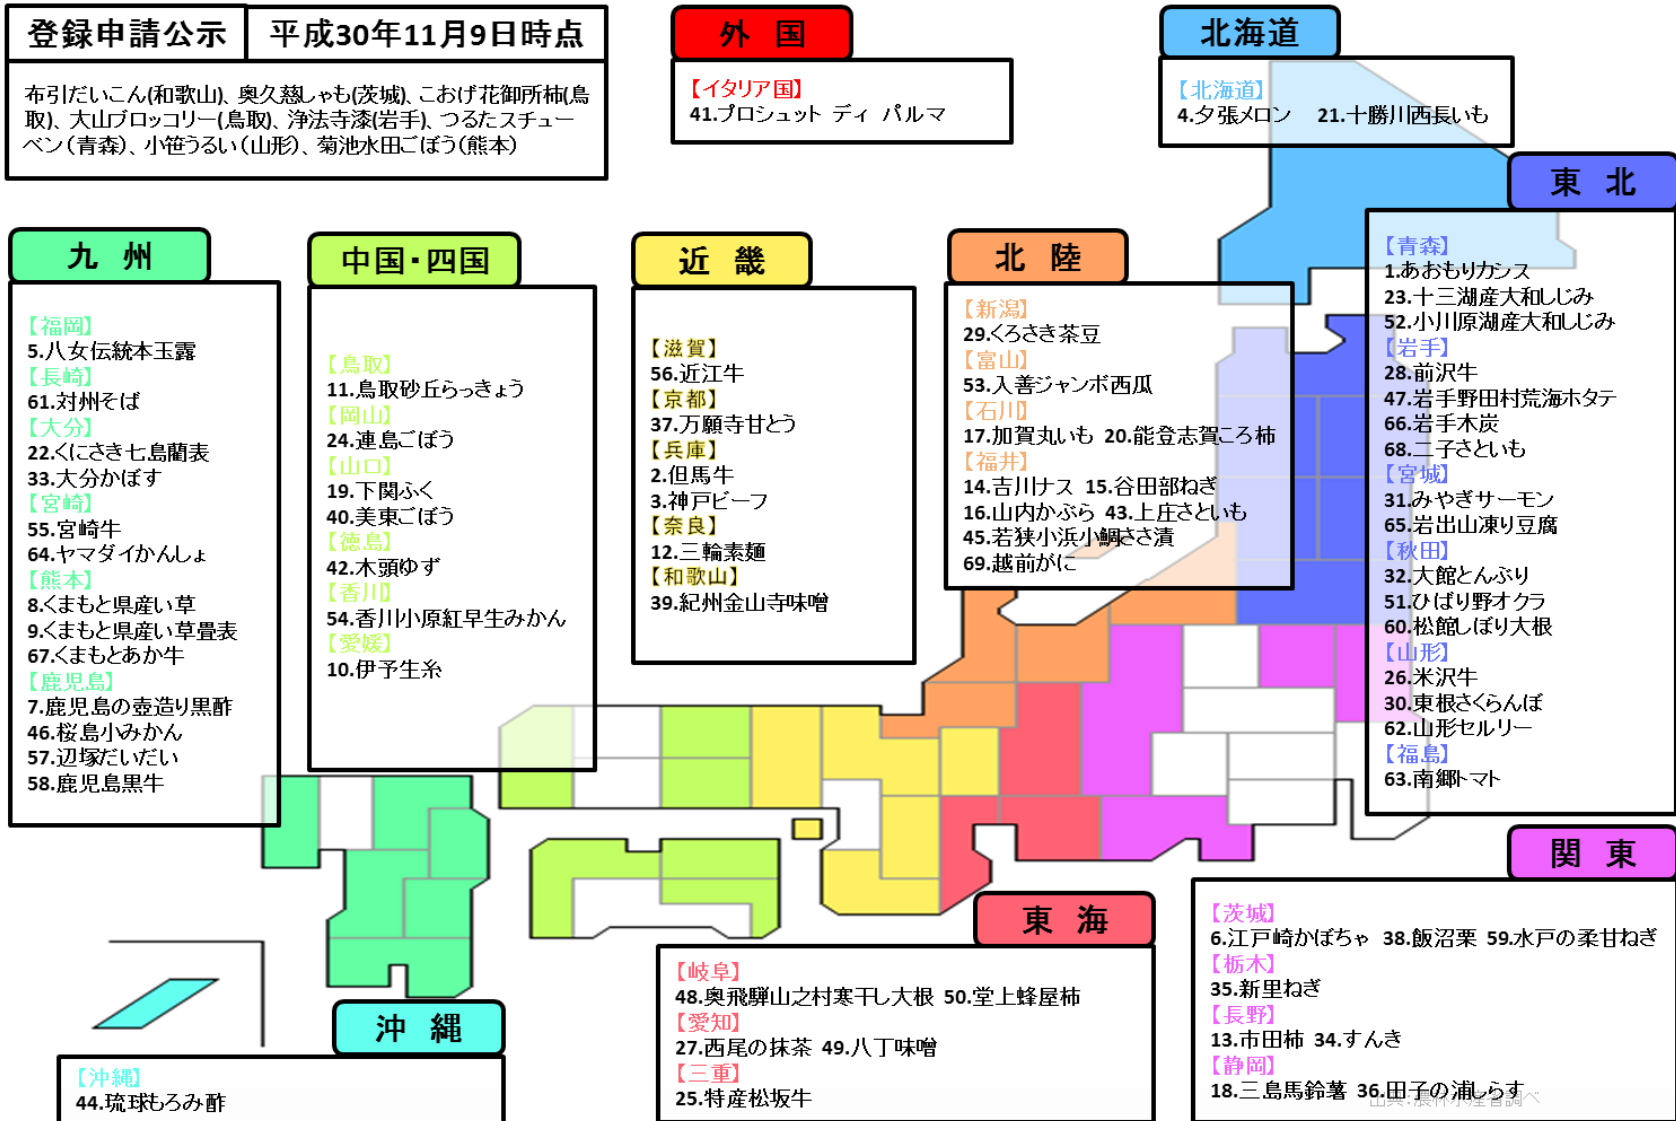 登録申請公示 平成30年11月9日時点
布引だいこん(和歌山)、奥久慈しゃも(茨城)、こおげ花御所柿(鳥
取)、大山ブロッコリー(鳥取)、浄法寺漆(岩手)、つるたスチュー
ベン(青森)、小笹うるい(山形)、菊池水田ごぼう(熊本)
外 国
【イタリア国】
41.プロシュット ディ パルマ
北海道
【北海道】
4.夕張メロン 21.十勝川西長いも
東 北
【青森】
1.あおもりカシス
23.十三湖産大和しじみ
52.小川原湖産大和しじみ
【岩手】
28.前沢牛
47.岩手野田村荒海ホタテ
66.岩手木炭
68.二子さといも
【宮城】
31.みやぎサーモン
65.岩出山凍り豆腐
【秋田】
32.大館とんぶり
51.ひばり野オクラ
60.松館しぼり大根
【山形】
26.米沢牛
30.東根さくらんぼ
62.山形セルリー
【福島】
63.南郷トマト
九 州
【福岡】
5.八女伝統本玉露
【長崎】
61.対州そば
【大分】
22.くにさき七島藺表
33.大分かぼす
【宮崎】
55.宮崎牛
64.ヤマダイかんしょ
【熊本】
8.くまもと県産い草
9.くまもと県産い草畳表
67.くまもとあか牛
【鹿児島】
7.鹿児島の壺造り黒酢
46.桜島小みかん
57.辺塚だいだい
58.鹿児島黒牛
中国・四国
【鳥取】
11.鳥取砂丘らっきょう
【岡山】
24.連島ごぼう
【山口】
19.下関ふく
40.美東ごぼう
【徳島】
42.木頭ゆず
【香川】
54.香川小原紅早生みかん
【愛媛】
10.伊予生糸
近 畿
【滋賀】
56.近江牛
【京都】
37.万願寺甘とう
【兵庫】
2.但馬牛
3.神戸ビーフ
【奈良】
12.三輪素麺
【和歌山】
39.紀州金山寺味噌
北 陸
【新潟】
29.くろさき茶豆
【富山】
53.入善ジャンボ西瓜
【石川】
17.加賀丸いも 20.能登志賀ころ柿
【福井】
14.吉川ナス 15.谷田部ねぎ
16.山内かぶら 43.上庄さといも
45.若狭小浜小鯛ささ漬
69.越前がに
関 東
【茨城】
6.江戸崎かぼちゃ 38.飯沼栗 59.水戸の柔甘ねぎ
【栃木】
35.新里ねぎ
【長野】
13.市田柿 34.すんき
【静岡】
18.三島馬鈴薯 36.田子の浦しらす
出典：農林水産省調べ
東 海
【岐阜】
48.奥飛騨山之村寒干し大根 50.堂上蜂屋柿
【愛知】
27.西尾の抹茶 49.八丁味噌
【三重】
25.特産松坂牛
沖 縄
【沖縄】
44.琉球もろみ酢